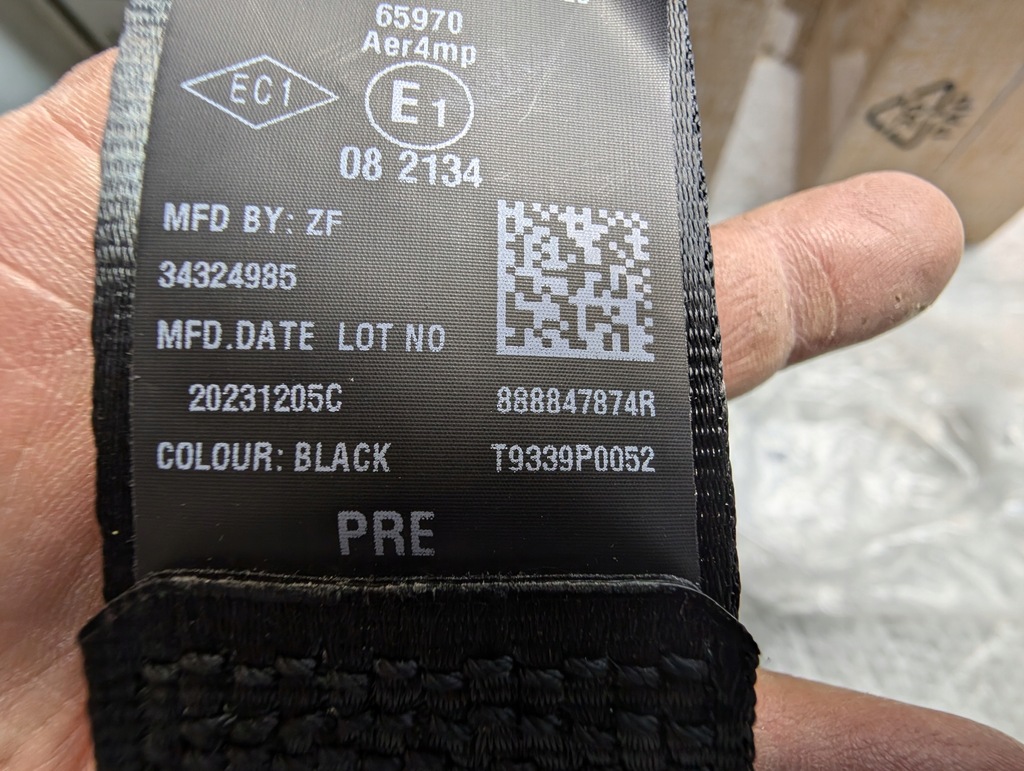 65970
Aer4mp
EC1
E1
08 2134
MFD BY: ZF
34324985
MFD.DATE LOT NO
20231205C
888847874R
COLOUR: BLACK
T9339P0052
PRE